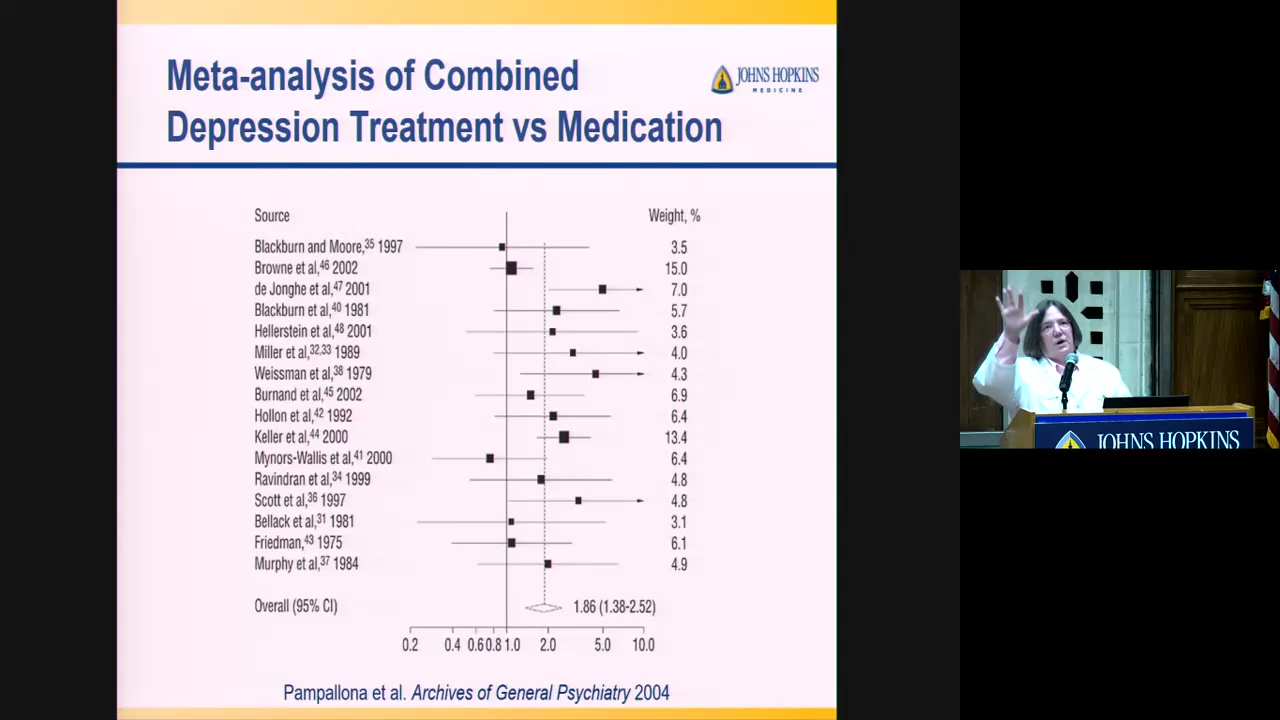 Meta-analysis of Combined
Depression Treatment vs Medication
JOHNS HOPKINS
MEDICINE
Source Weight, %
Blackburn and Moore,35 1997 3.5
Browne et al,46 2002 15.0
de Jonghe et al,47 2001 7.0
Blackburn et al,40 1981 5.7
Hellerstein et al,48 2001 3.6
Miller et al,32,33 1989 4.0
Weissman et al,38 1979 4.3
Burnand et al,45 2002 6.9
Hollon et al,42 1992 6.4
Keller et al,44 2000 13.4
Mynors-Wallis et al,41 2000 6.4
Ravindran et al,34 1999 4.8
Scott et al,36 1997 4.8
Bellack et al,31 1981 3.1
Friedman,43 1975 6.1
Murphy et al,37 1984 4.9
Overall (95% CI) 1.86 (1.38-2.52)
0.2 0.4 0.6 0.8 1.0 2.0 5.0 10.0
Pampallona et al. Archives of General Psychiatry 2004
JOHNS HOPKINS